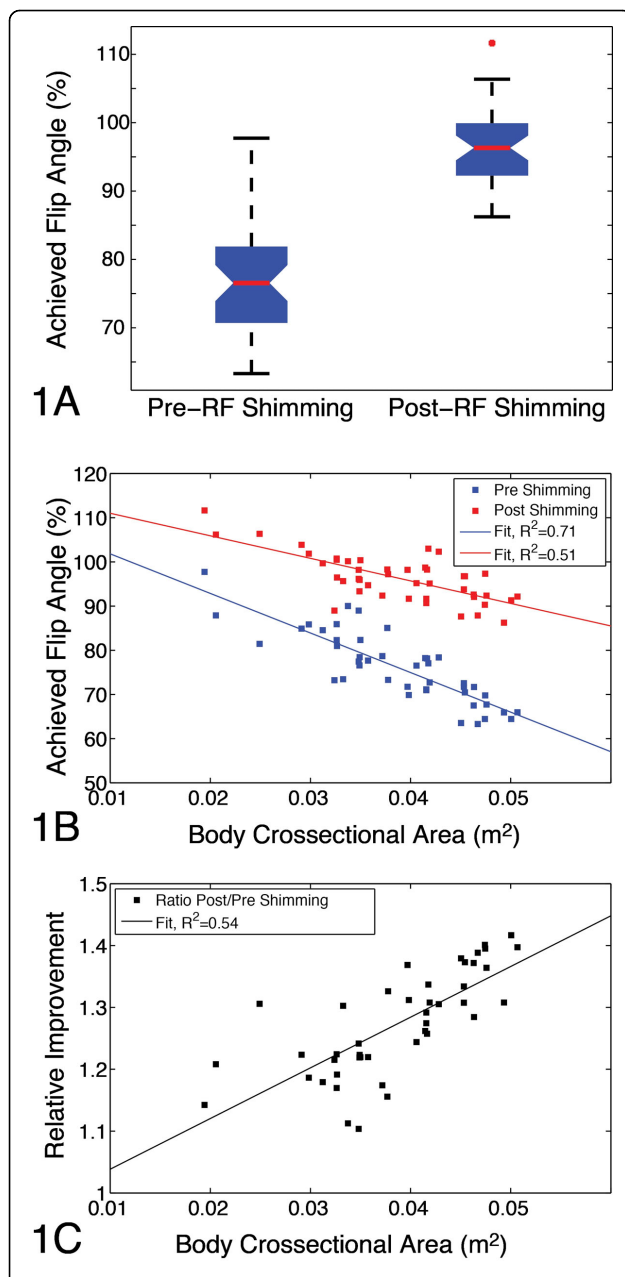 Achieved Flip Angle (%)
110
100
90
80
70
Pre-RF Shimming Post-RF Shimming
1A
Achieved Flip Angle (%)
120
110
100
90
80
70
60
50
Pre Shimming
Post Shimming
Fit, R²=0.71
Fit, R²=0.51
0.01 0.02 0.03 0.04 0.05
Body Crossectional Area (m²)
1B
Relative Improvement
1.5
1.4
1.3
1.2
1.1
1
Ratio Post/Pre Shimming
Fit, R²=0.54
0.01 0.02 0.03 0.04 0.05
Body Crossectional Area (m²)
1C